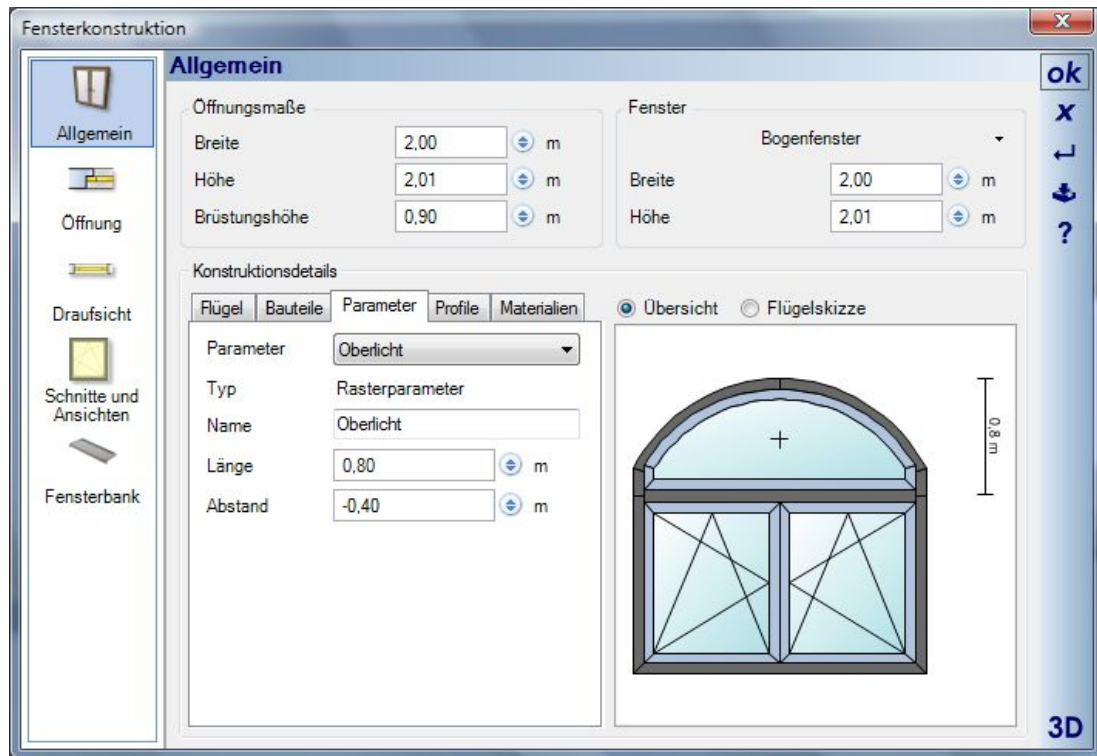 Fensterkonstruktion
x
Allgemein
Öffnung
Draufsicht
Schnitte und
Ansichten
Fensterbank
Allgemein
Öffnungsmaße
Breite 2,00 m
Höhe 2,01 m
Brüstungshöhe 0,90 m
Fenster
Bogenfenster
Breite 2,00 m
Höhe 2,01 m
Konstruktionsdetails
Flügel Bauteile Parameter Profile Materialien
Parameter Oberlicht
Typ Rasterparameter
Name Oberlicht
Länge 0,80 m
Abstand -0,40 m
Übersicht Flügelskizze
0,8 m
ok
x
?
3D